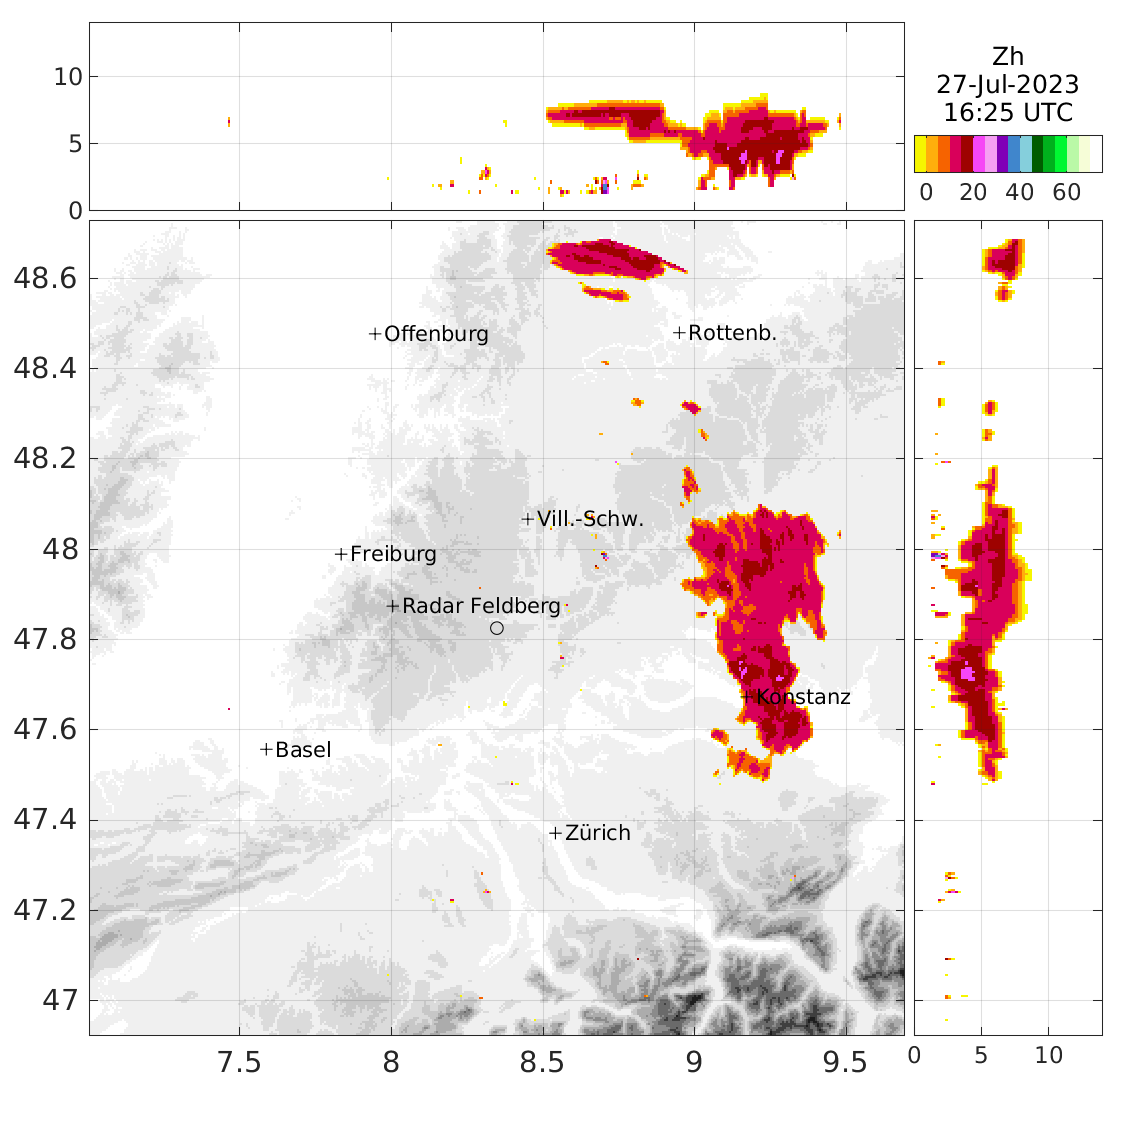 Zh
27-Jul-2023
16:25 UTC
0 20 40 60
10
5
0
48.6
48.4
48.2
48
47.8
47.6
47.4
47.2
47
Offenburg
Rottenb.
Vill.-Schw.
Freiburg
Radar Feldberg
Konstanz
Basel
Zürich
7.5 8 8.5 9 9.5
0 5 10